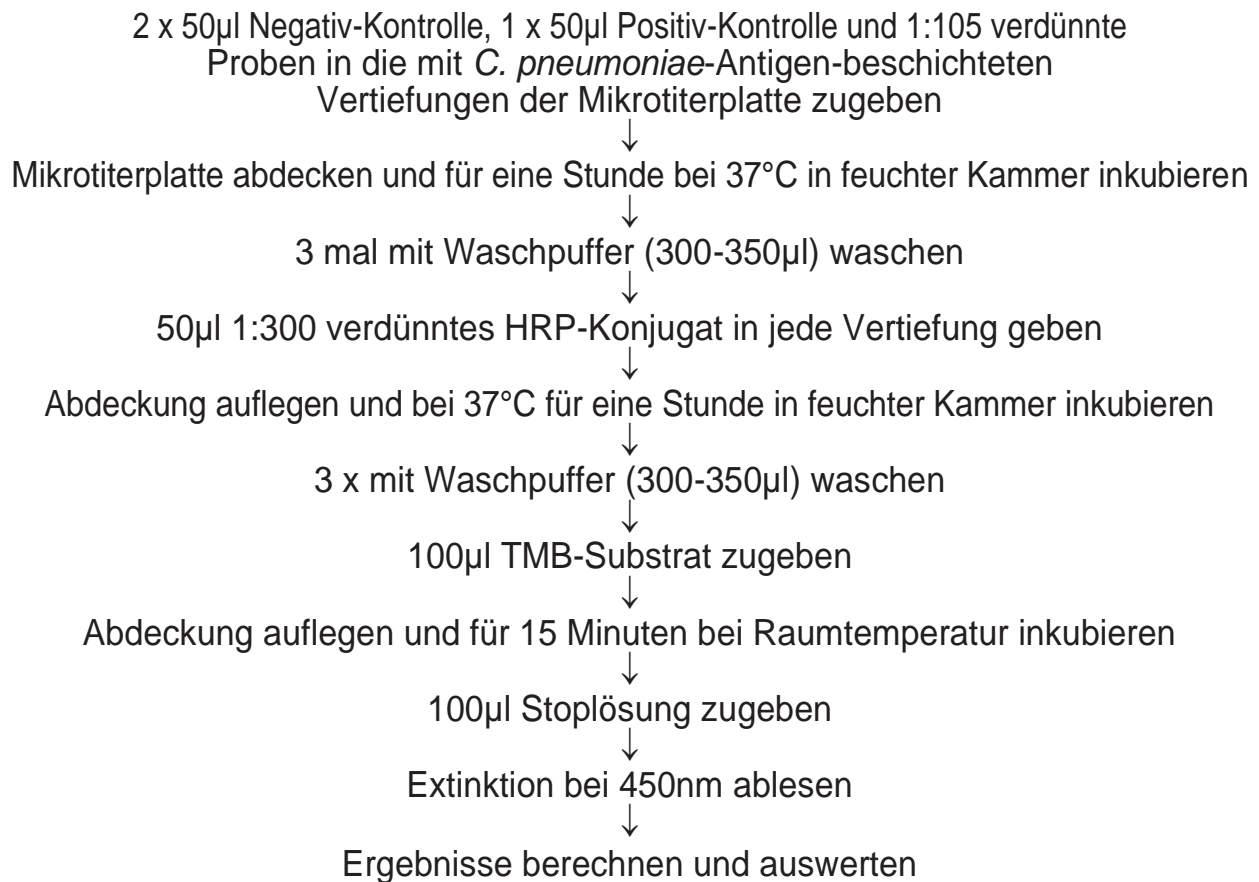 2 x 50µl Negativ-Kontrolle, 1 x 50µl Positiv-Kontrolle und 1:105 verdünnte
Proben in die mit C. pneumoniae-Antigen-beschichteten
Vertiefungen der Mikrotiterplatte zugeben
↓
Mikrotiterplatte abdecken und für eine Stunde bei 37°C in feuchter Kammer inkubieren
↓
3 mal mit Waschpuffer (300-350µl) waschen
↓
50µl 1:300 verdünntes HRP-Konjugat in jede Vertiefung geben
↓
Abdeckung auflegen und bei 37°C für eine Stunde in feuchter Kammer inkubieren
↓
3 x mit Waschpuffer (300-350µl) waschen
↓
100µl TMB-Substrat zugeben
↓
Abdeckung auflegen und für 15 Minuten bei Raumtemperatur inkubieren
↓
100µl Stoplösung zugeben
↓
Extinktion bei 450nm ablesen
↓
Ergebnisse berechnen und auswerten